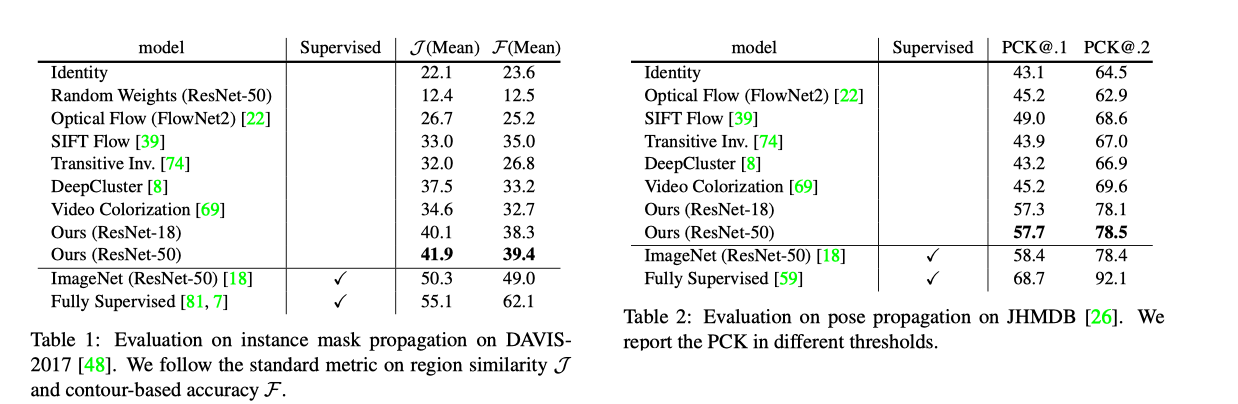 model Supervised J(Mean) F(Mean)
Identity 22.1 23.6
Random Weights (ResNet-50) 12.4 12.5
Optical Flow (FlowNet2) [22] 26.7 25.2
SIFT Flow [39] 33.0 35.0
Transitive Inv. [74] 32.0 26.8
DeepCluster [8] 37.5 33.2
Video Colorization [69] 34.6 32.7
Ours (ResNet-18) 40.1 38.3
Ours (ResNet-50) 41.9 39.4
ImageNet (ResNet-50) [18] ✓ 50.3 49.0
Fully Supervised [81, 7] ✓ 55.1 62.1
Table 1: Evaluation on instance mask propagation on DAVIS-
2017 [48]. We follow the standard metric on region similarity J
and contour-based accuracy F.
model Supervised PCK@.1 PCK@.2
Identity 43.1 64.5
Optical Flow (FlowNet2) [22] 45.2 62.9
SIFT Flow [39] 49.0 68.6
Transitive Inv. [74] 43.9 67.0
DeepCluster [8] 43.2 66.9
Video Colorization [69] 45.2 69.6
Ours (ResNet-18) 57.3 78.1
Ours (ResNet-50) 57.7 78.5
ImageNet (ResNet-50) [18] ✓ 58.4 78.4
Fully Supervised [59] ✓ 68.7 92.1
Table 2: Evaluation on pose propagation on JHMDB [26]. We
report the PCK in different thresholds.